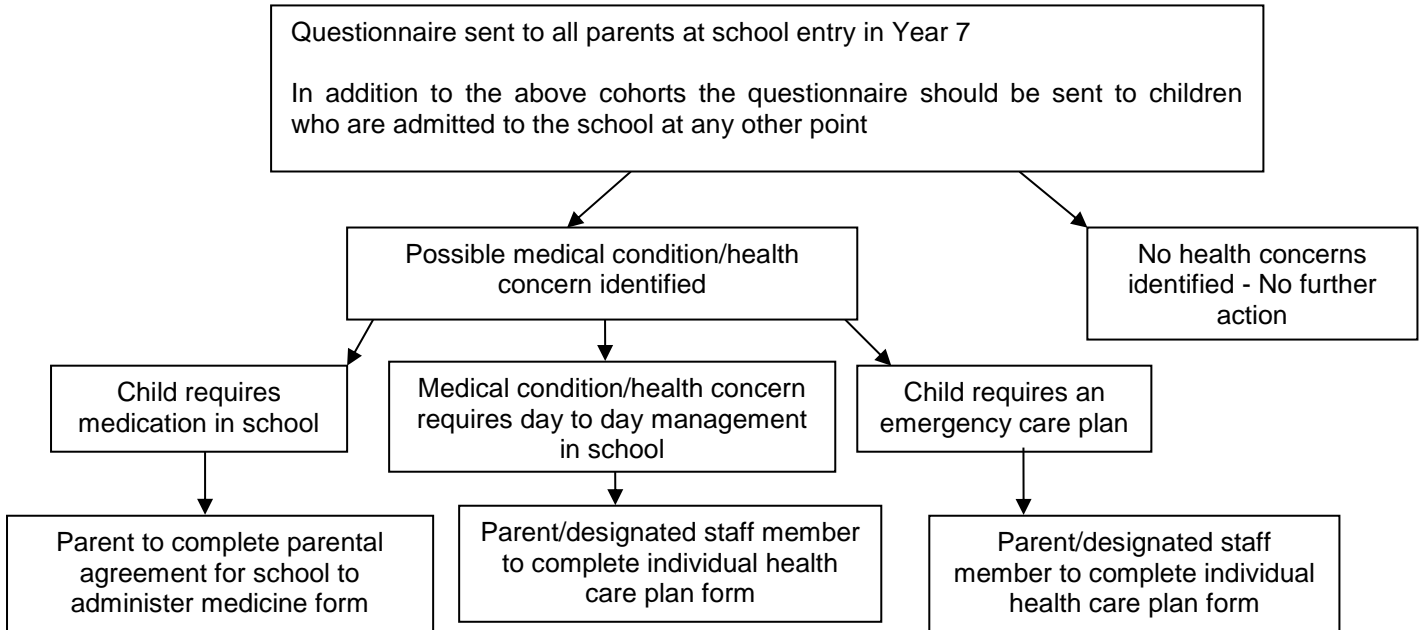 Questionnaire sent to all parents at school entry in Year 7
In addition to the above cohorts the questionnaire should be sent to children
who are admitted to the school at any other point
Possible medical condition/health
concern identified
No health concerns
identified - No further
action
Child requires
medication in school
Medical condition/health concern
requires day to day management
in school
Child requires an
emergency care plan
Parent to complete parental
agreement for school to
administer medicine form
Parent/designated staff member
to complete individual health
care plan form
Parent/designated staff
member to complete individual
health care plan form